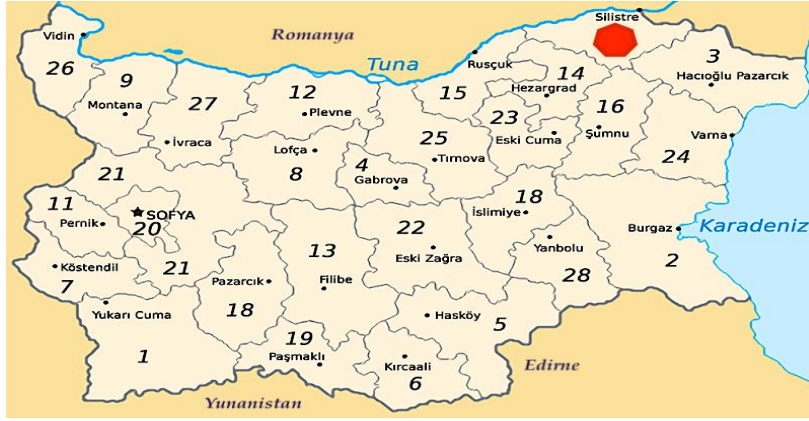 Silistre
Romanya
Vidin
26
9
Montana
Tuna
Rusçuk
3
Hacıoğlu Pazarcık
27
12
Plevne
15
14
Hezargrad
16
İvraca
Lofça
8
4
Gabrova
25
Tırnova
23
Eski Cuma
Şumnu
Varna
24
21
11
Pernik
SOFYA
20
18
İslimiye
22
Eski Zağra
Yanbolu
28
Burgaz
2
Karadeniz
Köstendil
7
21
Pazarcık
18
13
Filibe
Yukarı Cuma
1
19
Paşmaklı
Hasköy
5
Kırcaali
6
Edirne
Yunanistan